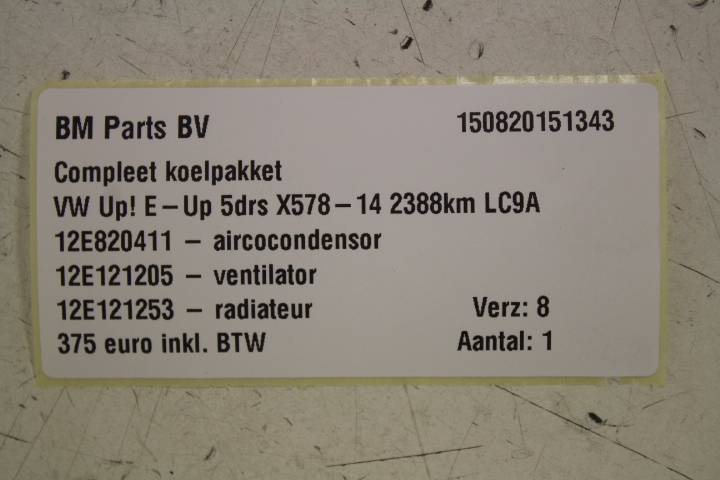 BM Parts BV 150820151343
Compleet koelpakket
VW Up! E-Up 5drs X578-14 2388km LC9A
12E820411 - aircocondensor
12E121205 - ventilator
12E121253 - radiateur Verz: 8
375 euro inkl. BTW Aantal: 1